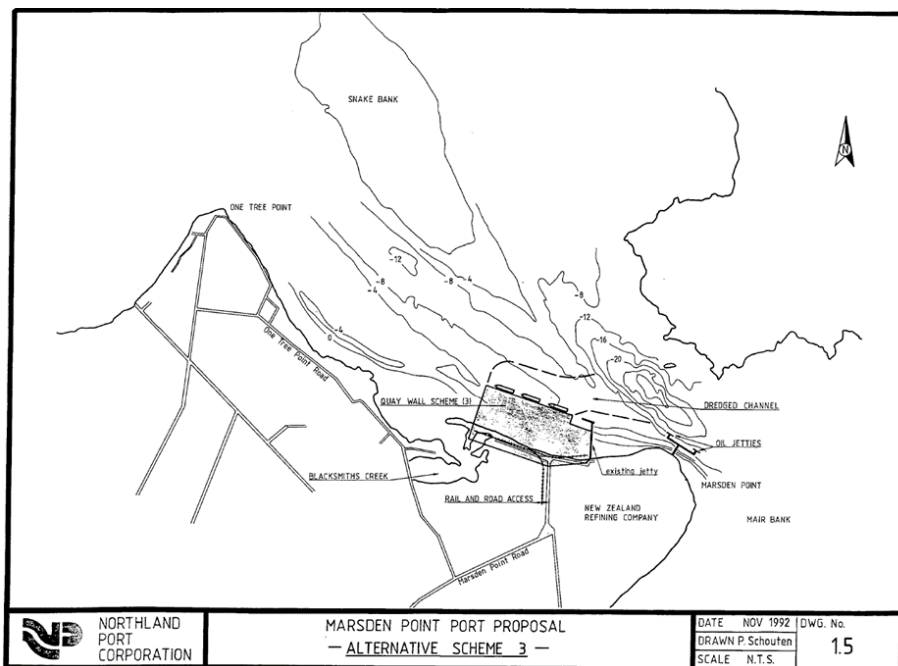 SNAKE BANK
N
ONE TREE POINT
-12
-8
-4
-8
-4
-8
-12
-16
-20
-4
One Tree Point Road
QUAY WALL SCHEME (3)
DREDGED CHANNEL
OIL JETTIES
BLACKSMITHS CREEK
existing jetty
MARSDEN POINT
RAIL AND ROAD ACCESS
NEW ZEALAND
REFINING COMPANY
MAIR BANK
Marsden Point Road
NORTHLAND
PORT
CORPORATION
MARSDEN POINT PORT PROPOSAL
— ALTERNATIVE SCHEME 3 —
DATE NOV 1992
DRAWN P. Schouten
SCALE N.T.S.
DWG. No.
1.5